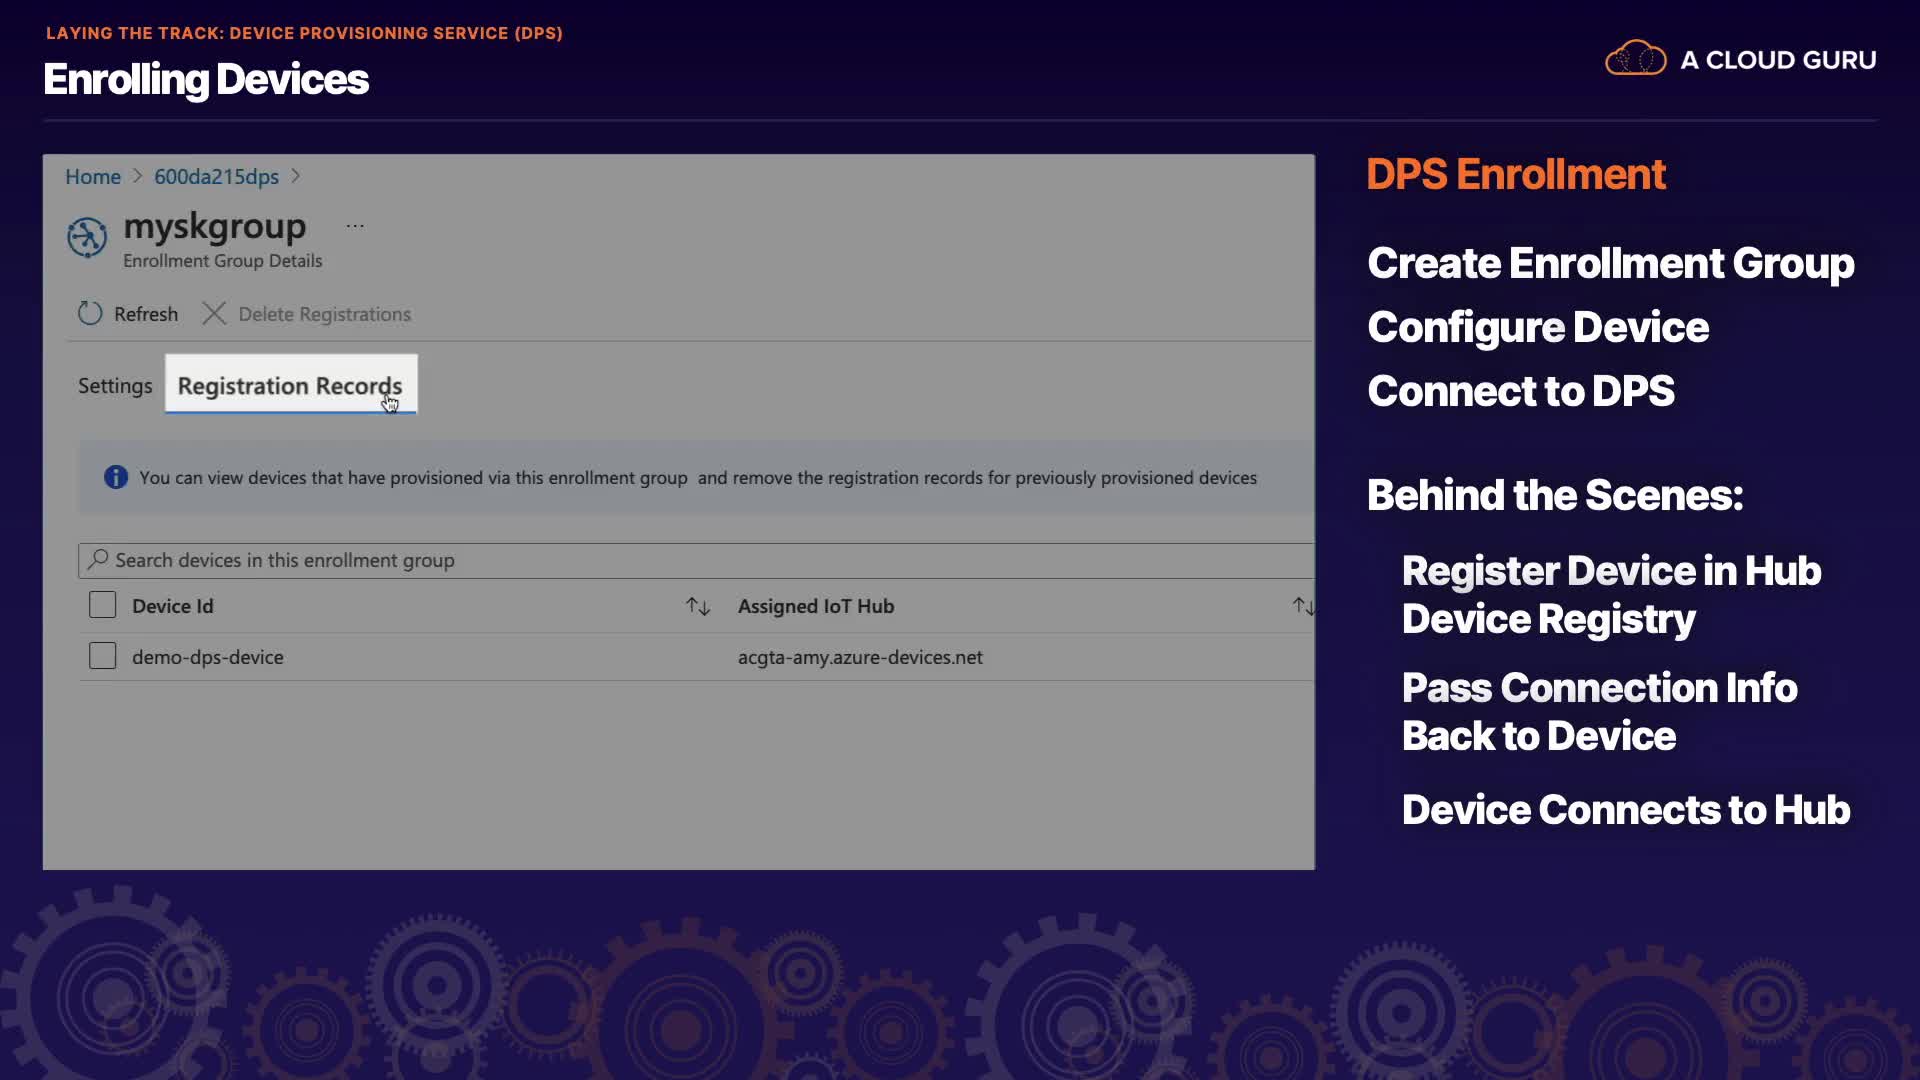 LAYING THE TRACK: DEVICE PROVISIONING SERVICE (DPS)
Enrolling Devices
A CLOUD GURU
Home > 600da215dps >
myskgroup ...
Enrollment Group Details
Refresh Delete Registrations
Settings Registration Records
You can view devices that have provisioned via this enrollment group and remove the registration records for previously provisioned devices
Search devices in this enrollment group
Device Id Assigned IoT Hub
demo-dps-device acgta-amy.azure-devices.net
DPS Enrollment
Create Enrollment Group
Configure Device
Connect to DPS
Behind the Scenes:
Register Device in Hub
Device Registry
Pass Connection Info
Back to Device
Device Connects to Hub